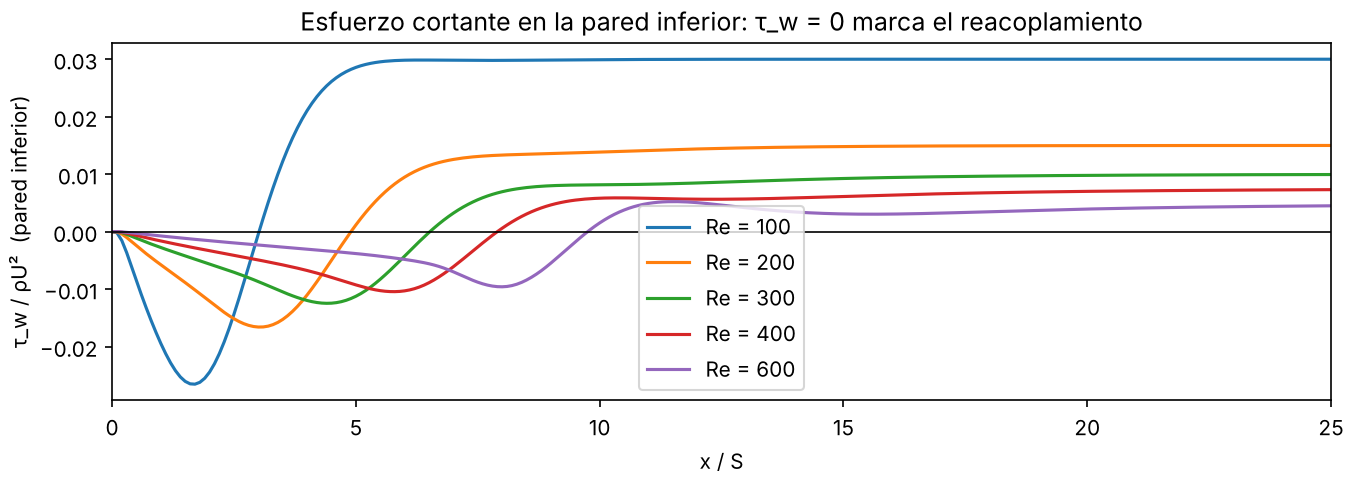 Esfuerzo cortante en la pared inferior: τ_w = 0 marca el reacoplamiento
τ_w / ρU² (pared inferior)
0.03
0.02
0.01
0.00
−0.01
−0.02
Re = 100
Re = 200
Re = 300
Re = 400
Re = 600
0 5 10 15 20 25
x / S